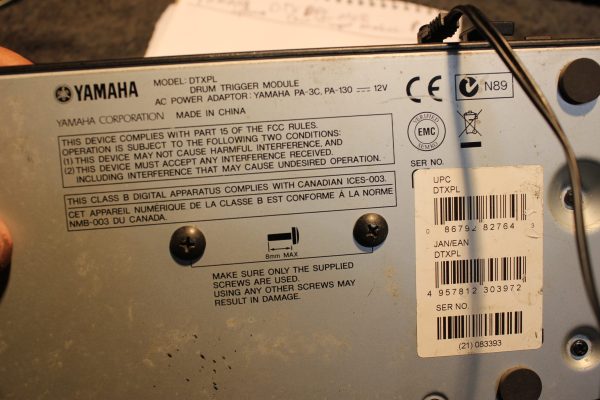 YAMAHA
MODEL: DTXPL
DRUM TRIGGER MODULE
AC POWER ADAPTOR: YAMAHA PA-3C, PA-130 12V
YAMAHA CORPORATION MADE IN CHINA
THIS DEVICE COMPLIES WITH PART 15 OF THE FCC RULES.
OPERATION IS SUBJECT TO THE FOLLOWING TWO CONDITIONS:
(1) THIS DEVICE MAY NOT CAUSE HARMFUL INTERFERENCE, AND
(2) THIS DEVICE MUST ACCEPT ANY INTERFERENCE RECEIVED,
INCLUDING INTERFERENCE THAT MAY CAUSE UNDESIRED OPERATION.
THIS CLASS B DIGITAL APPARATUS COMPLIES WITH CANADIAN ICES-003.
CET APPAREIL NUMÉRIQUE DE LA CLASSE B EST CONFORME À LA NORME
NMB-003 DU CANADA.
8mm MAX
MAKE SURE ONLY THE SUPPLIED
SCREWS ARE USED.
USING ANY OTHER SCREWS MAY
RESULT IN DAMAGE.
CE
N89
CERTIFIED
EMC
SER NO.
UPC
DTXPL
0 86792 82764 3
JAN/EAN
DTXPL
4 957812 303972
SER NO.
(21) 083393